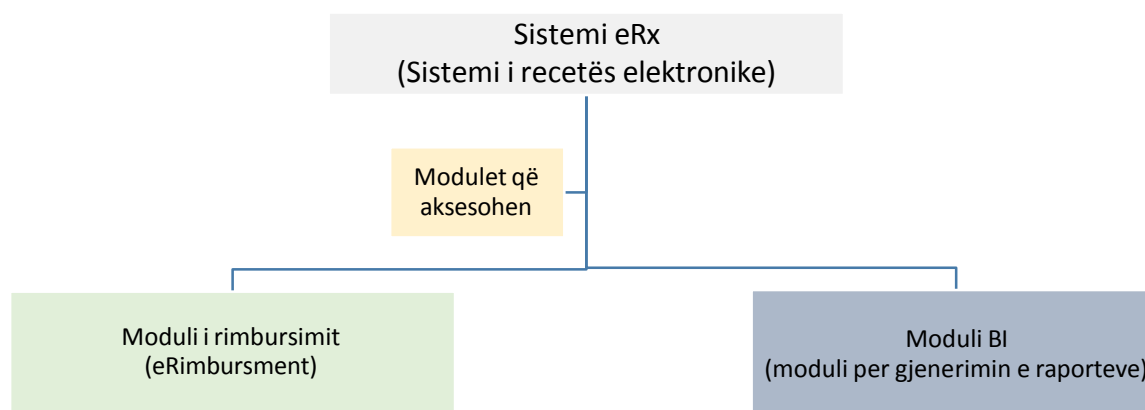 Sistemi eRx
(Sistemi i recetës elektronike)
Modulet që
aksesohen
Moduli i rimbursimit
(eRimbursment)
Moduli BI
(moduli per gjenerimin e raporteve)